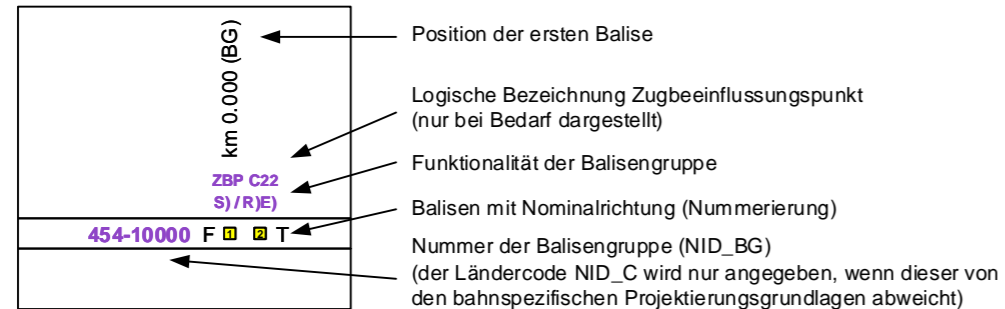 km 0.000 (BG)
ZBP C22
S) / R)E)
454-10000 F 1 2 T
Position der ersten Balise
Logische Bezeichnung Zugbeeinflussungspunkt
(nur bei Bedarf dargestellt)
Funktionalität der Balisengruppe
Balisen mit Nominalrichtung (Nummerierung)
Nummer der Balisengruppe (NID_BG)
(der Ländercode NID_C wird nur angegeben, wenn dieser von
den bahnspezifischen Projektierungsgrundlagen abweicht)